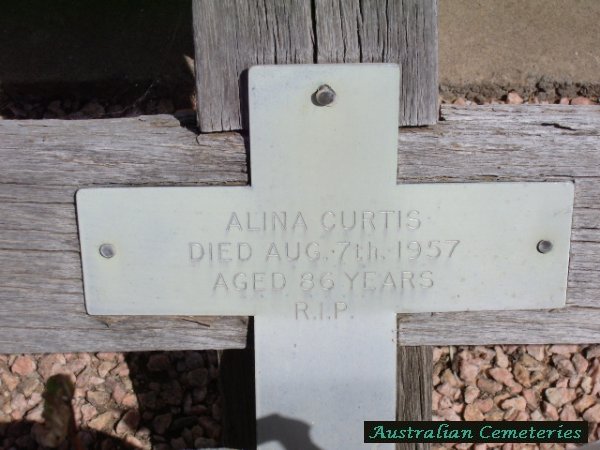 ALINA CURTIS
DIED AUG. 7th. 1957
AGED 86 YEARS
R.I.P.
Australian Cemeteries